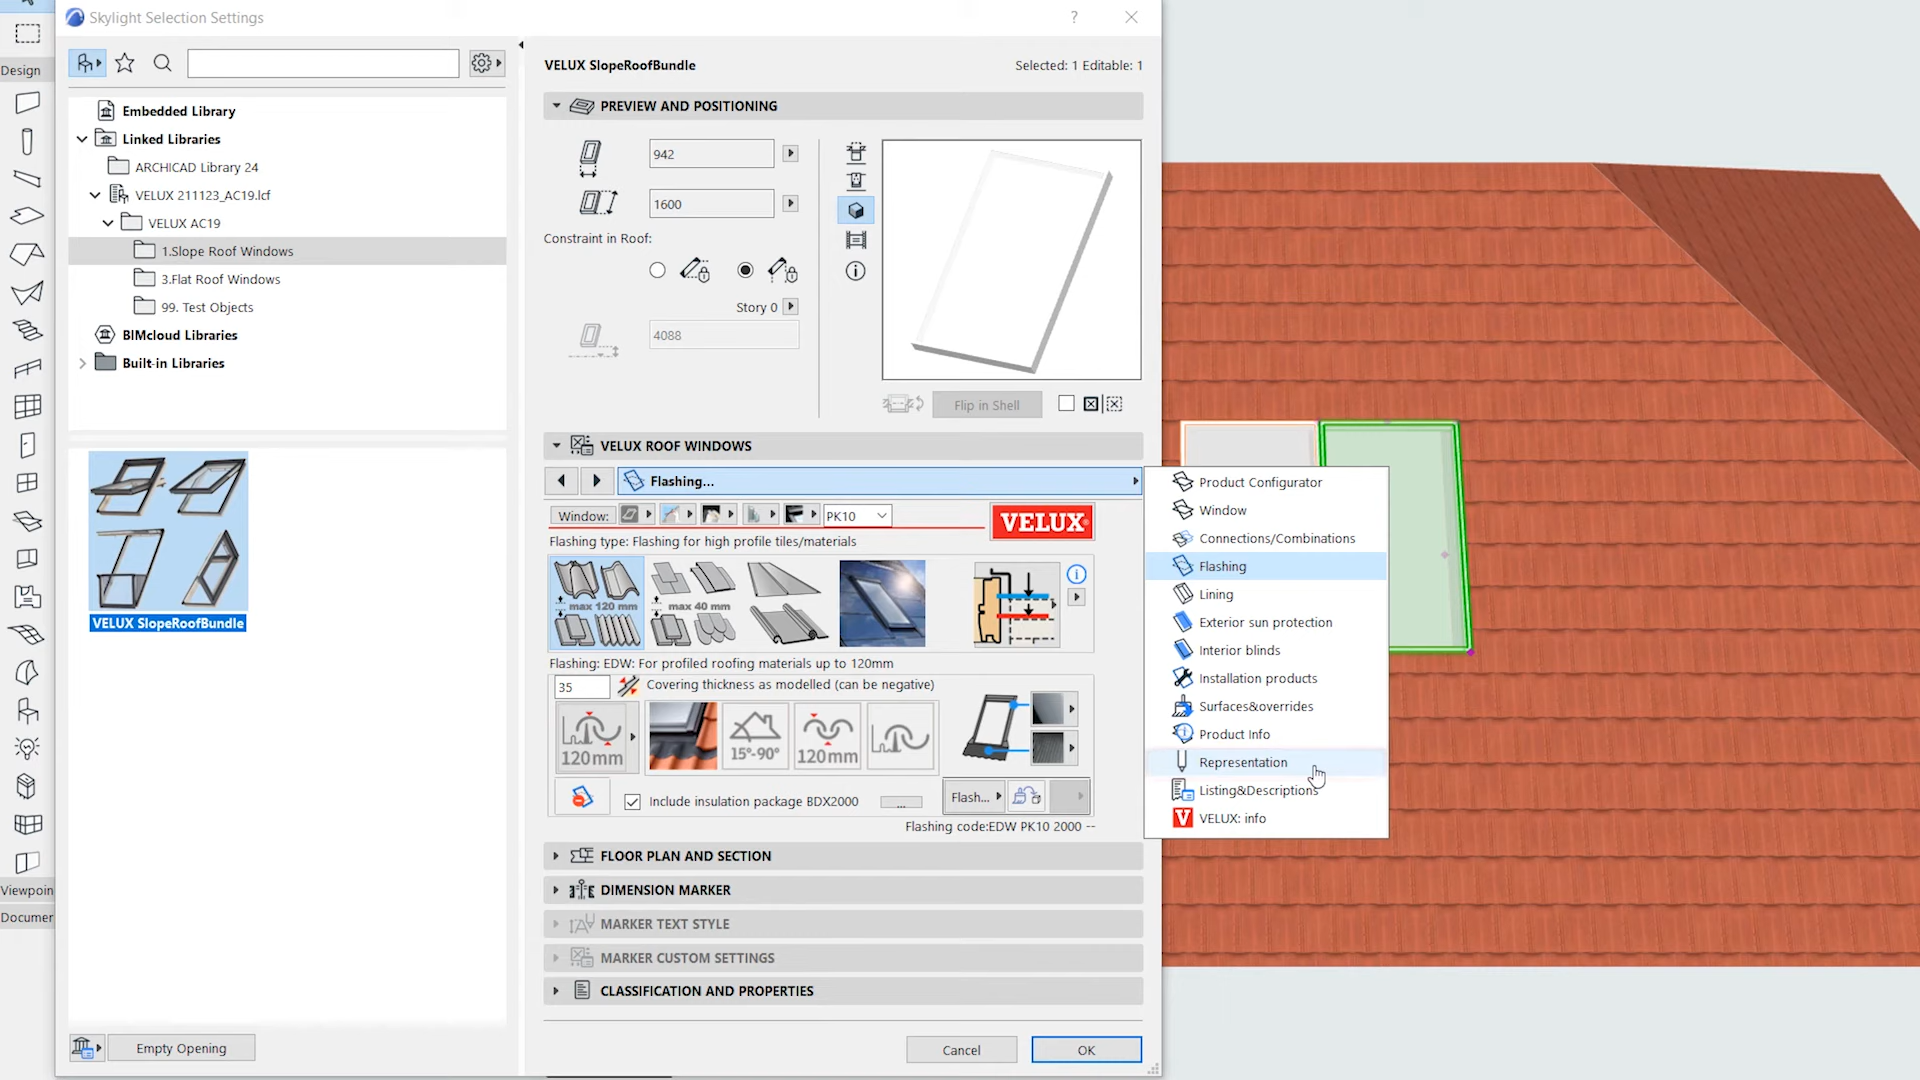 Skylight Selection Settings
?
Design
Embedded Library
Linked Libraries
ARCHICAD Library 24
VELUX 211123_AC19.lcf
VELUX AC19
1.Slope Roof Windows
3.Flat Roof Windows
99. Test Objects
BIMcloud Libraries
Built-in Libraries
VELUX SlopeRoofBundle
Empty Opening
Viewpoin
Documen
VELUX SlopeRoofBundle
Selected: 1 Editable: 1
PREVIEW AND POSITIONING
942
1600
Constraint in Roof:
Story 0
4088
Flip in Shell
VELUX ROOF WINDOWS
Flashing...
Window:
PK10
VELUX
Flashing type: Flashing for high profile tiles/materials
max 120 mm
max 40 mm
Flashing: EDW: For profiled roofing materials up to 120mm
35
Covering thickness as modelled (can be negative)
120mm
15°-90°
120mm
Include insulation package BDX2000
...
Flash...
Flashing code:EDW PK10 2000 --
FLOOR PLAN AND SECTION
DIMENSION MARKER
MARKER TEXT STYLE
MARKER CUSTOM SETTINGS
CLASSIFICATION AND PROPERTIES
Cancel
OK
Product Configurator
Window
Connections/Combinations
Flashing
Lining
Exterior sun protection
Interior blinds
Installation products
Surfaces&overrides
Product Info
Representation
Listing&Descriptions
V VELUX: info